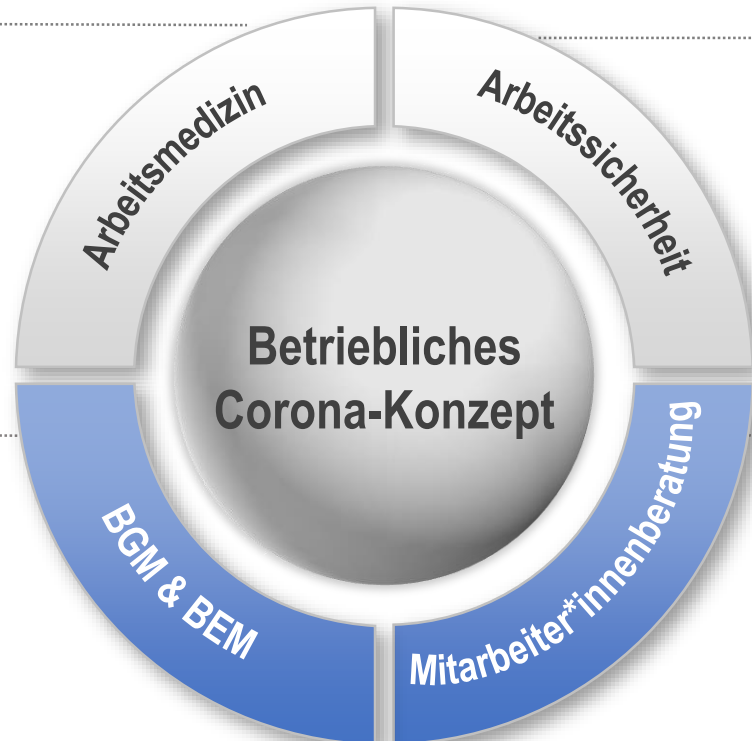 Arbeitsmedizin
Arbeitssicherheit
Betriebliches
Corona-Konzept
BGM & BEM
Mitarbeiter*innenberatung